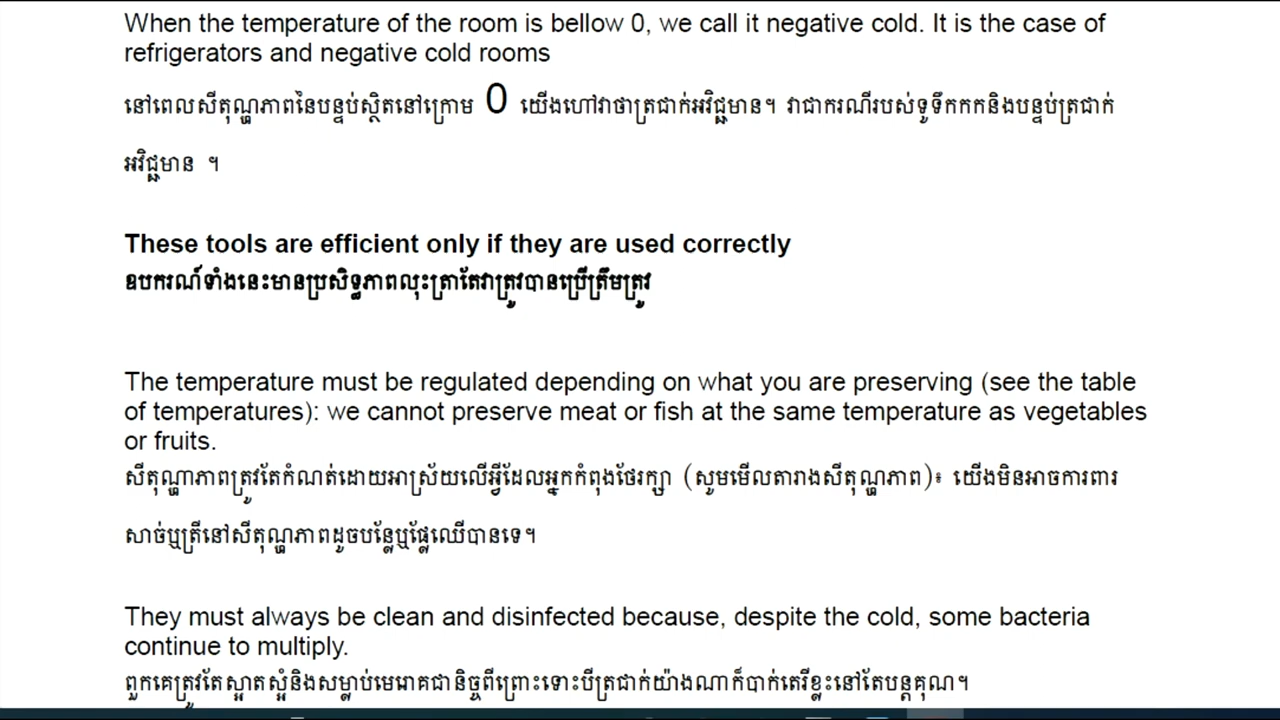 When the temperature of the room is bellow 0, we call it negative cold. It is the case of
refrigerators and negative cold rooms
នៅពេលសីតុណ្ហភាពនៃបន្ទប់ស្ថិតនៅក្រោម 0 យើងហៅវាថាត្រជាក់អវិជ្ជមាន។ វាជាករណីរបស់ទូទឹកកកនិងបន្ទប់ត្រជាក់
អវិជ្ជមាន ។
These tools are efficient only if they are used correctly
ឧបករណ៍ទាំងនេះមានប្រសិទ្ធភាពលុះត្រាតែវាត្រូវបានប្រើត្រឹមត្រូវ
The temperature must be regulated depending on what you are preserving (see the table
of temperatures): we cannot preserve meat or fish at the same temperature as vegetables
or fruits.
សីតុណ្ហាភាពត្រូវតែកំណត់ដោយអាស្រ័យលើអ្វីដែលអ្នកកំពុងថែរក្សា (សូមមើលតារាងសីតុណ្ហភាព)៖ យើងមិនអាចការពារ
សាច់ឬត្រីនៅសីតុណ្ហភាពដូចបន្លែឬផ្លែឈើបានទេ។
They must always be clean and disinfected because, despite the cold, some bacteria
continue to multiply.
ពួកគេត្រូវតែស្អាតស្អំនិងសម្លាប់មេរោគជានិច្ចពីព្រោះទោះបីត្រជាក់យ៉ាងណាក៏បាក់តេរីខ្លះនៅតែបន្តគុណ។